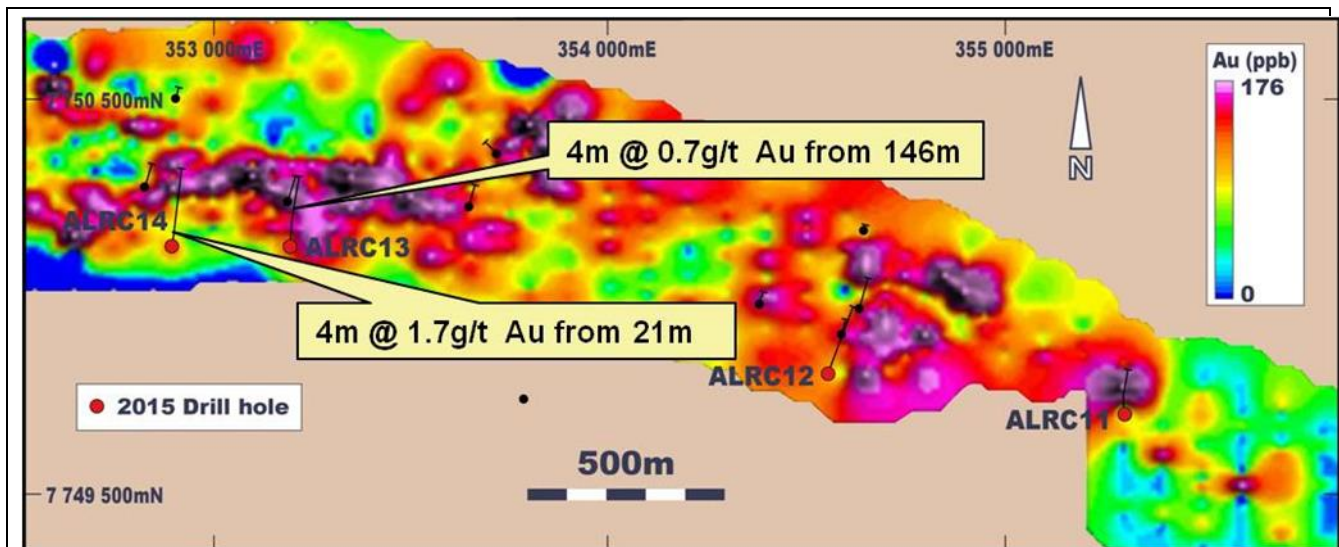 353 000mE
354 000mE
355 000mE
Au (ppb)
176
0
7 750 500mN
N
4m @ 0.7g/t Au from 146m
ALRC14
ALRC13
4m @ 1.7g/t Au from 21m
ALRC12
ALRC11
2015 Drill hole
500m
7 749 500mN